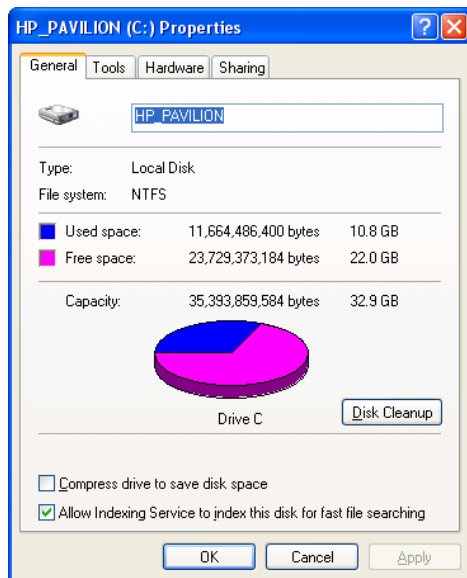 HP_PAVILION (C:) Properties
General Tools Hardware Sharing
HP_PAVILION
Type: Local Disk
File system: NTFS
Used space: 11,664,486,400 bytes 10.8 GB
Free space: 23,729,373,184 bytes 22.0 GB
Capacity: 35,393,859,584 bytes 32.9 GB
Drive C
Disk Cleanup
Compress drive to save disk space
Allow Indexing Service to index this disk for fast file searching
OK Cancel Apply